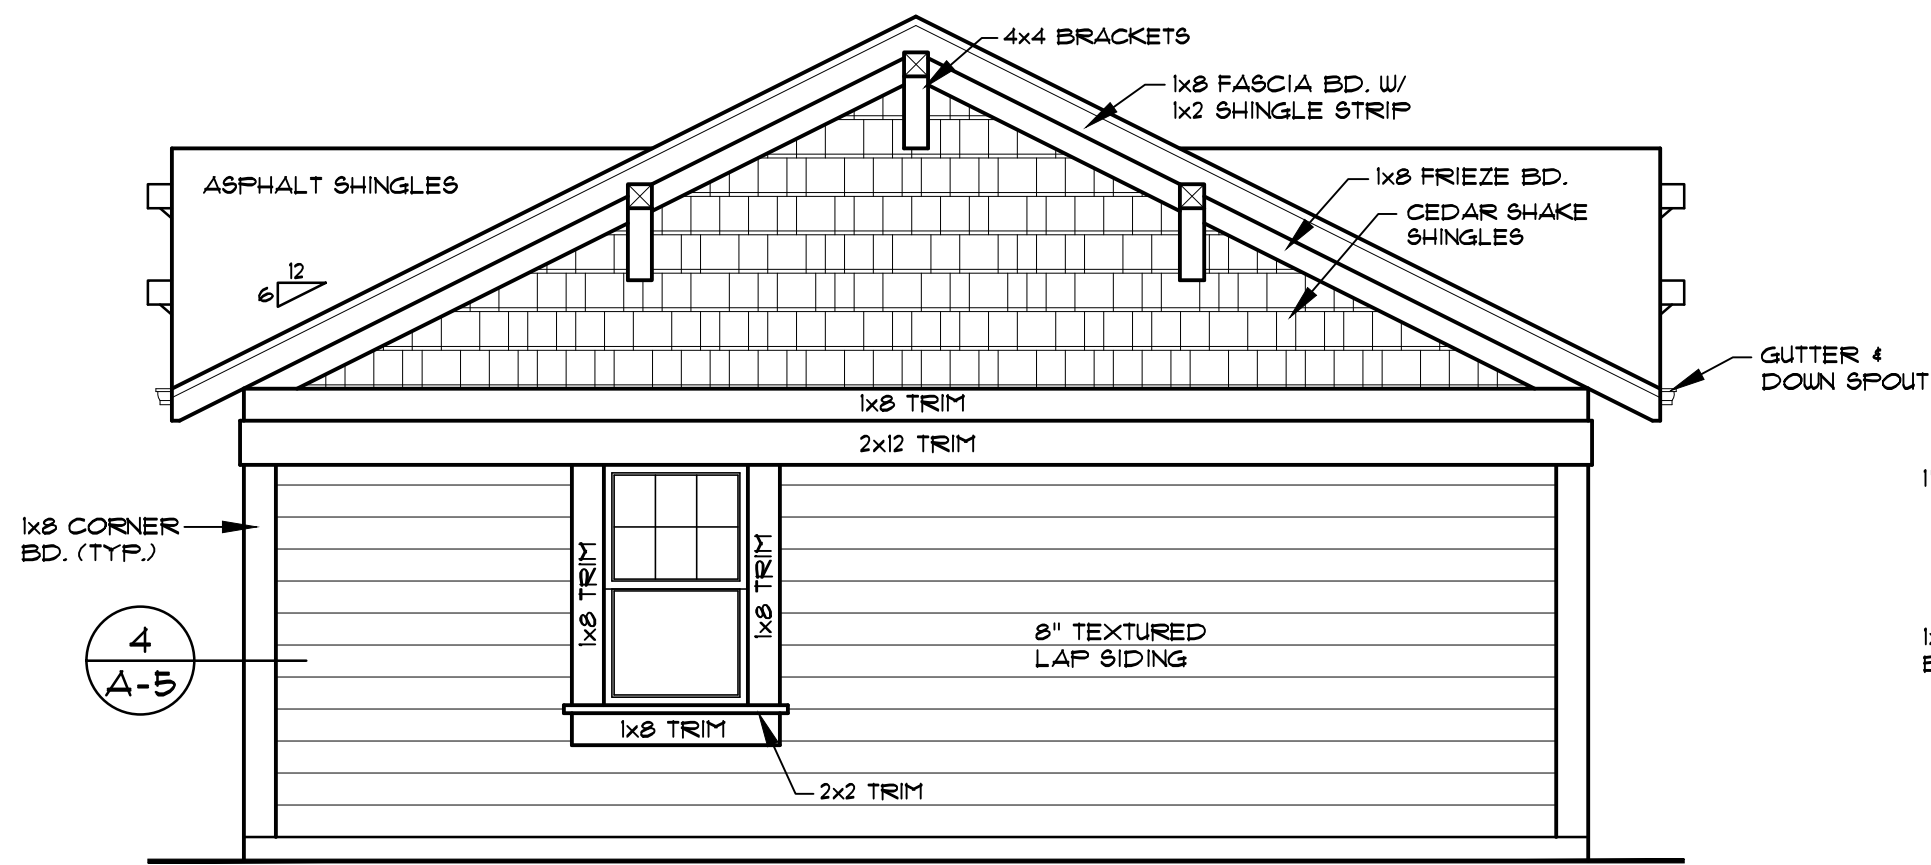 4x4 BRACKETS
1x8 FASCIA BD. W/
1x2 SHINGLE STRIP
ASPHALT SHINGLES
1x8 FRIEZE BD.
CEDAR SHAKE
SHINGLES
12
6
GUTTER &
DOWN SPOUT
1x8 TRIM
2x12 TRIM
1x8 CORNER
BD. (TYP.)
1x8 TRIM
1x8 TRIM
4
A-5
8" TEXTURED
LAP SIDING
1x8 TRIM
2x2 TRIM